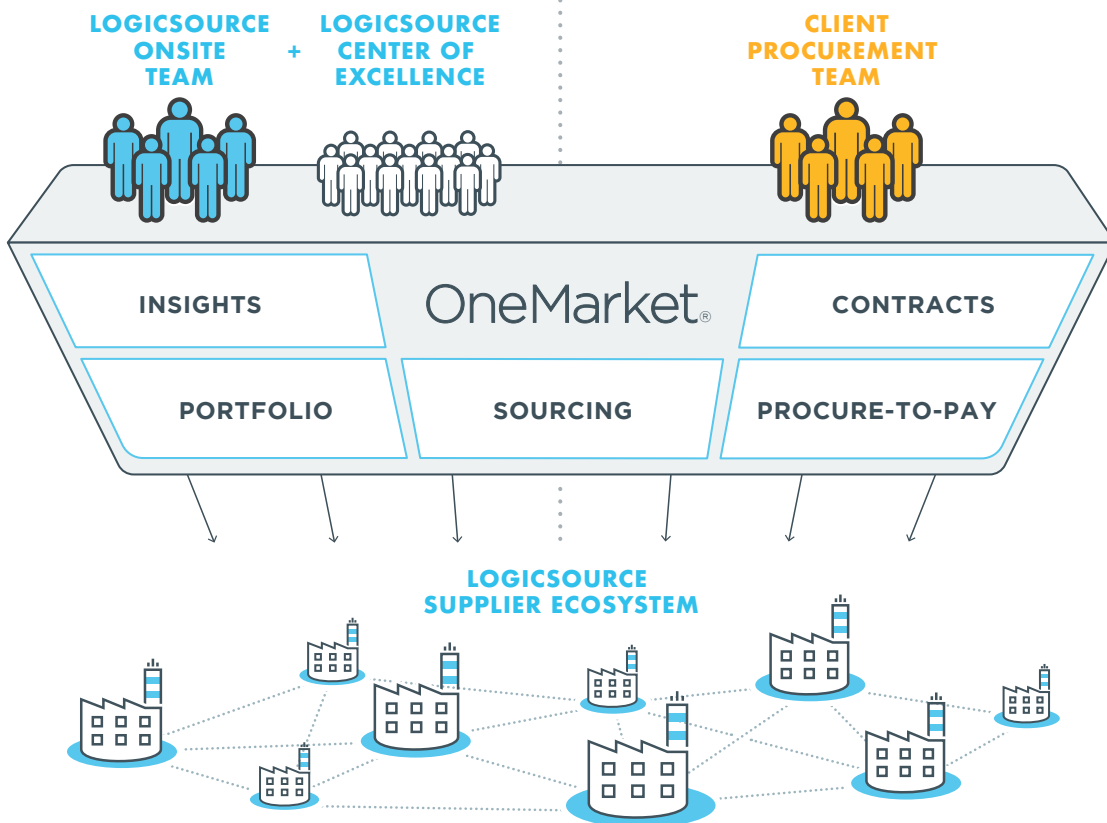 LOGICSOURCE
ONSITE
TEAM
+
LOGICSOURCE
CENTER OF
EXCELLENCE
CLIENT
PROCUREMENT
TEAM
INSIGHTS
OneMarket®
CONTRACTS
PORTFOLIO
SOURCING
PROCURE-TO-PAY
LOGICSOURCE
SUPPLIER ECOSYSTEM